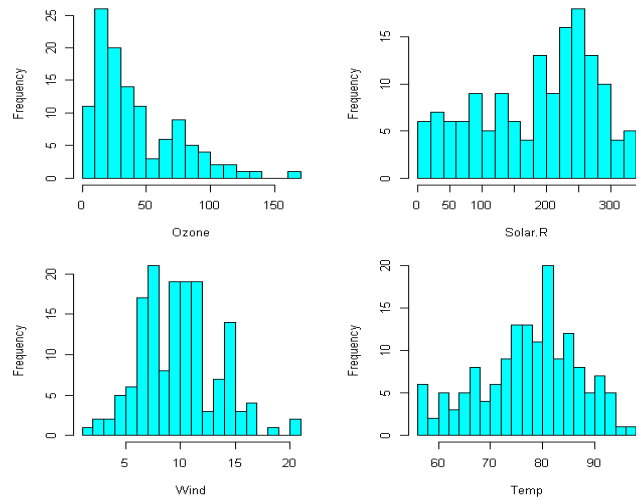 Frequency
0 5 10 15 20 25
0 50 100 150
Ozone
Frequency
0 5 10 15
0 50 100 200 300
Solar.R
Frequency
0 5 10 15 20
5 10 15 20
Wind
Frequency
0 5 10 15 20
60 70 80 90
Temp